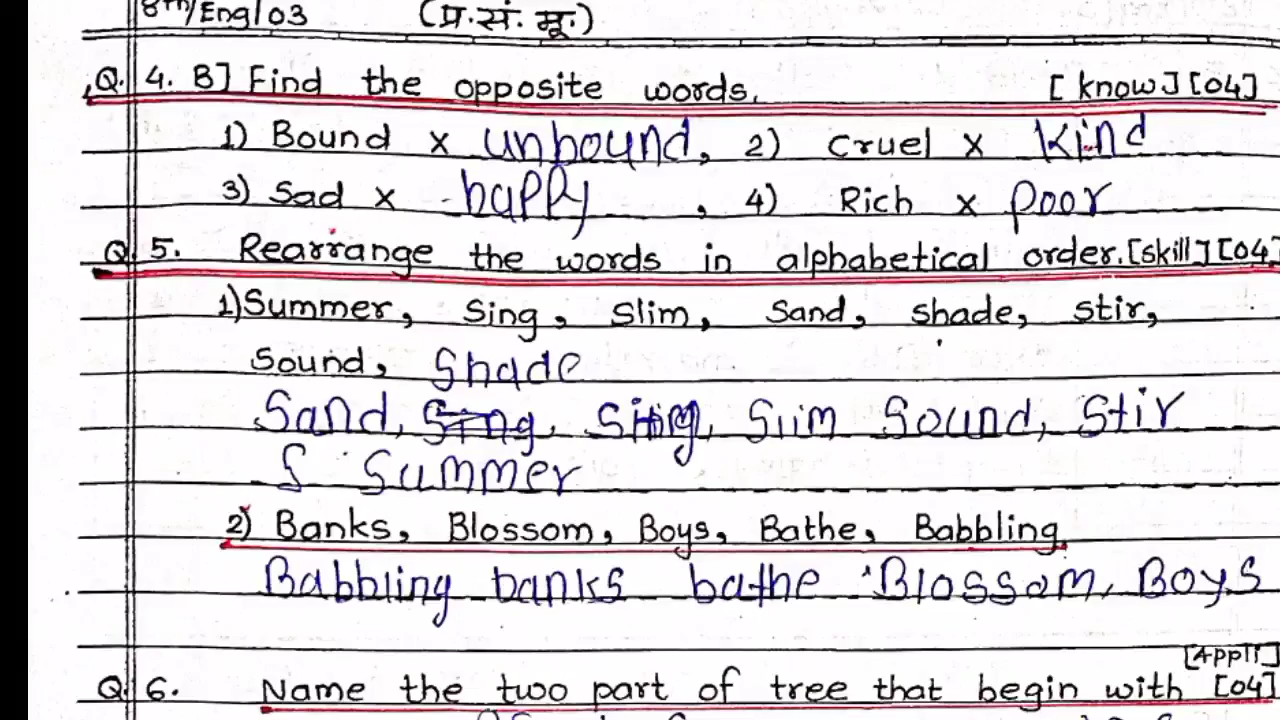 8th/Eng/03 (प्र.सं.मू.)
Q. 4. B] Find the opposite words. [know] [04]
1) Bound x unbound, 2) cruel x kind
3) Sad x happy, 4) Rich x poor
Q. 5. Rearrange the words in alphabetical order. [skill] [04]
1) Summer, Sing, Slim, Sand, shade, stir,
Sound, Shade
Sand, Sing, Slim Sound, Stir
S Summer
2) Banks, Blossom, Boys, Bathe, Babbling
Babbling banks bathe Blossom, Boys
[Appli]
Q. 6. Name the two part of tree that begin with [04]